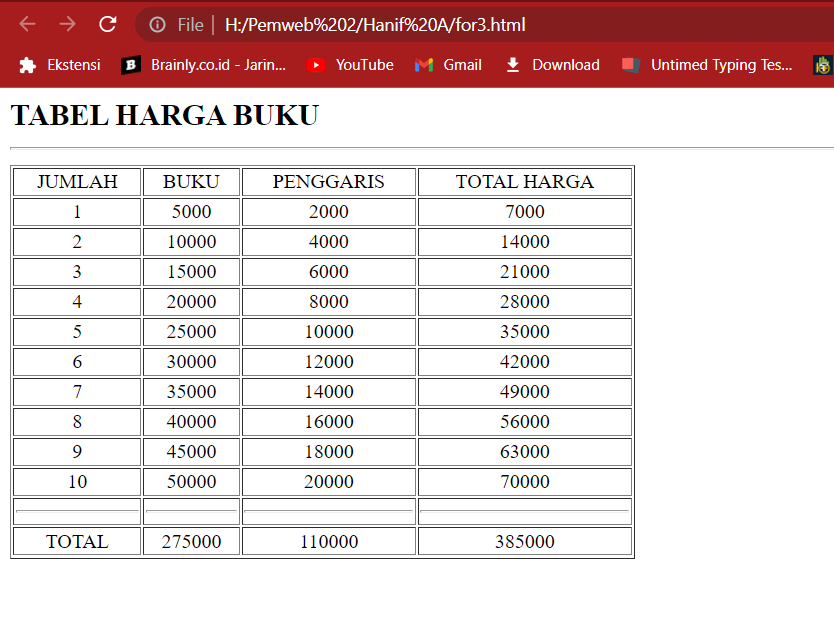 File | H:/Pemweb%202/Hanif%20A/for3.html
Ekstensi B Brainly.co.id - Jarin... YouTube Gmail Download Untimed Typing Tes...
TABEL HARGA BUKU
JUMLAH BUKU PENGGARIS TOTAL HARGA
1 5000 2000 7000
2 10000 4000 14000
3 15000 6000 21000
4 20000 8000 28000
5 25000 10000 35000
6 30000 12000 42000
7 35000 14000 49000
8 40000 16000 56000
9 45000 18000 63000
10 50000 20000 70000
TOTAL 275000 110000 385000